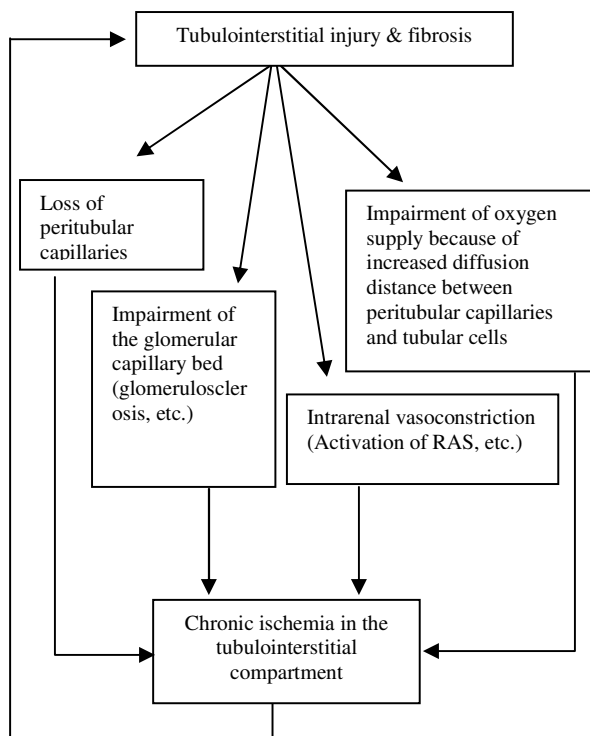 Tubulointerstitial injury & fibrosis
Loss of
peritubular
capillaries
Impairment of oxygen
supply because of
increased diffusion
distance between
peritubular capillaries
and tubular cells
Impairment of
the glomerular
capillary bed
(glomeruloscler
osis, etc.)
Intrarenal vasoconstriction
(Activation of RAS, etc.)
Chronic ischemia in the
tubulointerstitial
compartment